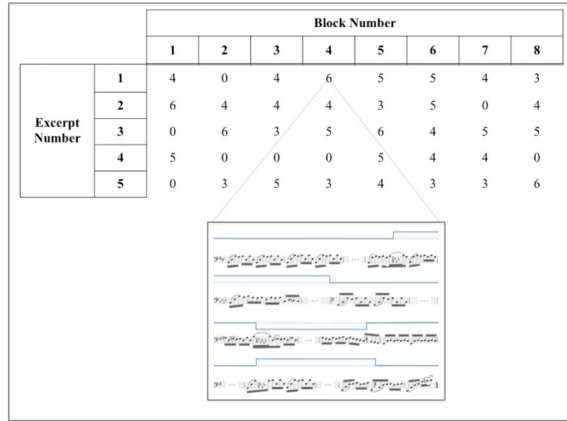 Block Number
1 2 3 4 5 6 7 8
Excerpt Number
1 4 0 4 6 5 5 4 3
2 6 4 4 4 3 5 0 4
3 0 6 3 5 6 4 5 5
4 5 0 0 0 5 4 4 0
5 0 3 5 3 4 3 3 6